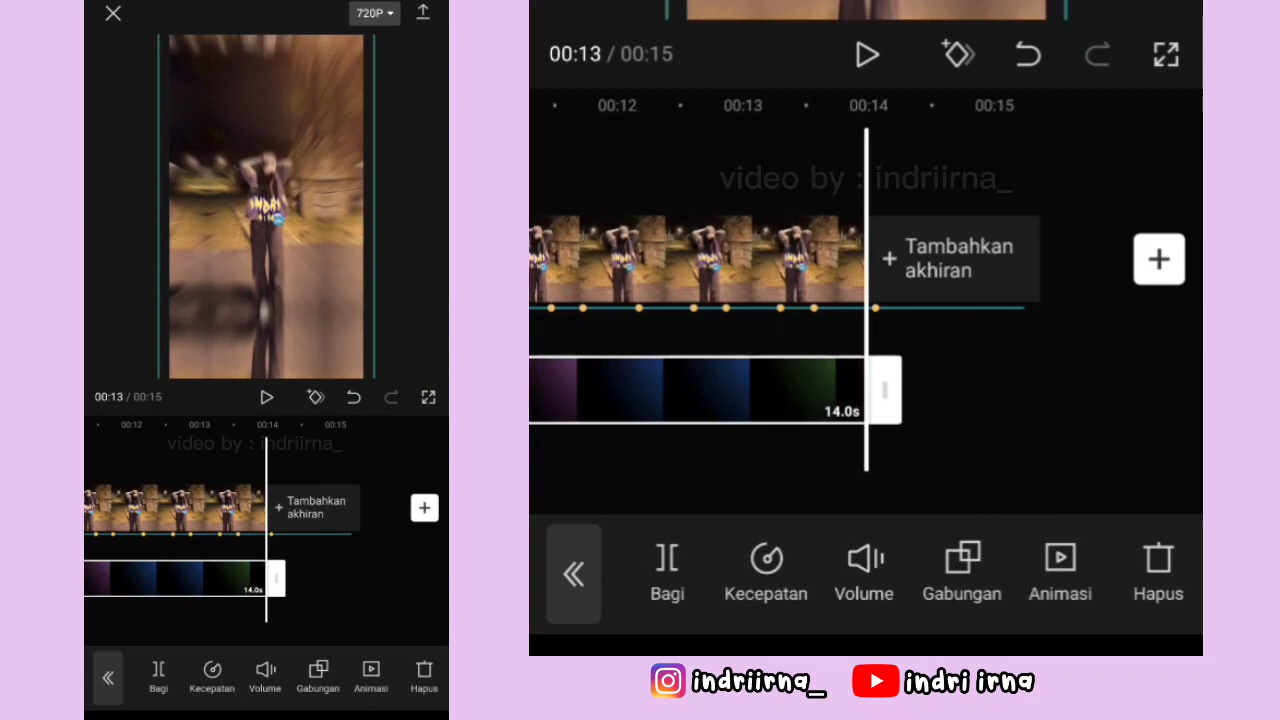 720P
INDRI
00:13 / 00:15
00:12 00:13 00:14 00:15
video by : indriirna_
+ Tambahkan
akhiran
+
14.0s
Bagi Kecepatan Volume Gabungan Animasi Hapus
00:13 / 00:15
00:12 00:13 00:14 00:15
video by : indriirna_
+ Tambahkan
akhiran
+
14.0s
Bagi Kecepatan Volume Gabungan Animasi Hapus
indriirna_ indri irna